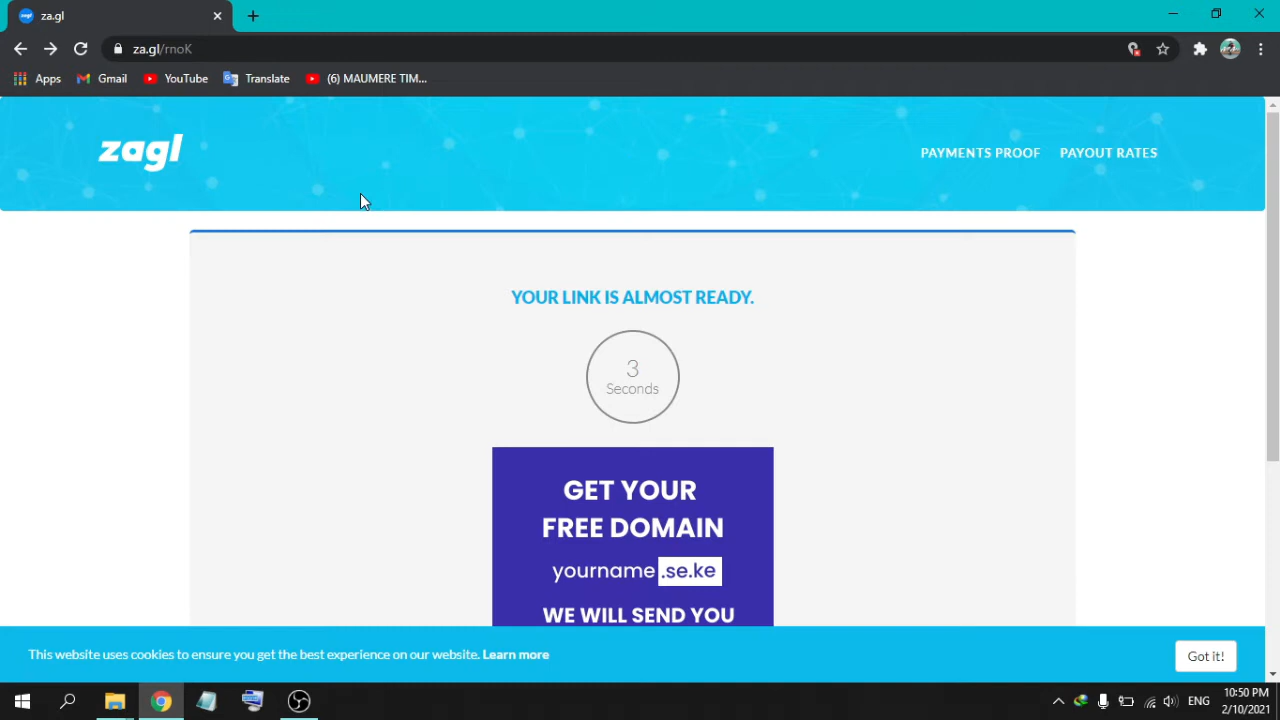 za.gl
za.gl/rnoK
Apps
Gmail
YouTube
Translate
(6) MAUMERE TIM...
zagl
PAYMENTS PROOF
PAYOUT RATES
YOUR LINK IS ALMOST READY.
3
Seconds
GET YOUR
FREE DOMAIN
yourname.se.ke
WE WILL SEND YOU
This website uses cookies to ensure you get the best experience on our website. Learn more
Got it!
ENG
10:50 PM
2/10/2021